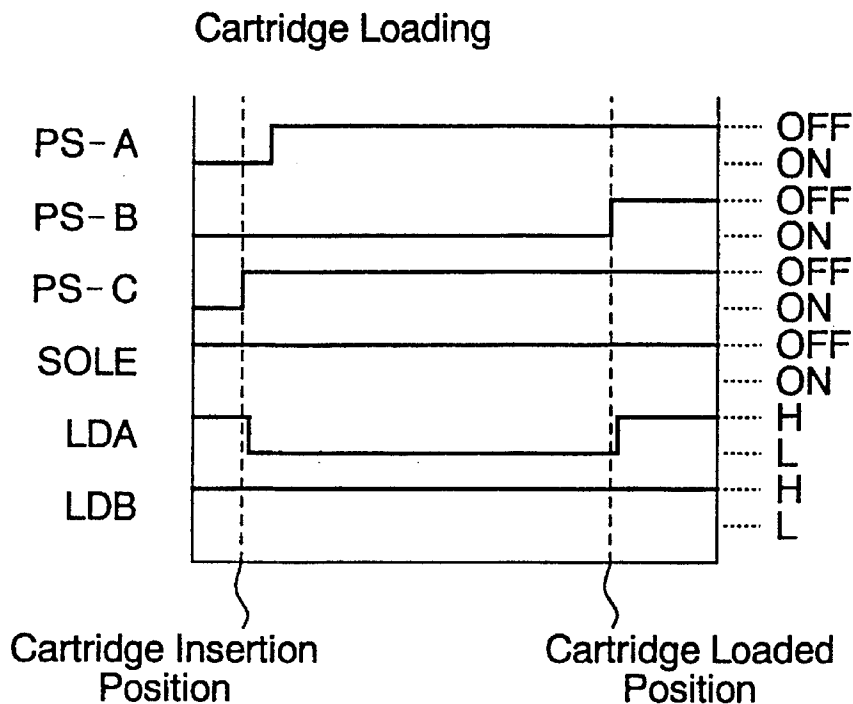 Cartridge Loading
PS-A
OFF
ON
PS-B
OFF
ON
PS-C
OFF
ON
SOLE
OFF
ON
LDA
H
L
LDB
H
L
Cartridge Insertion
Position
Cartridge Loaded
Position